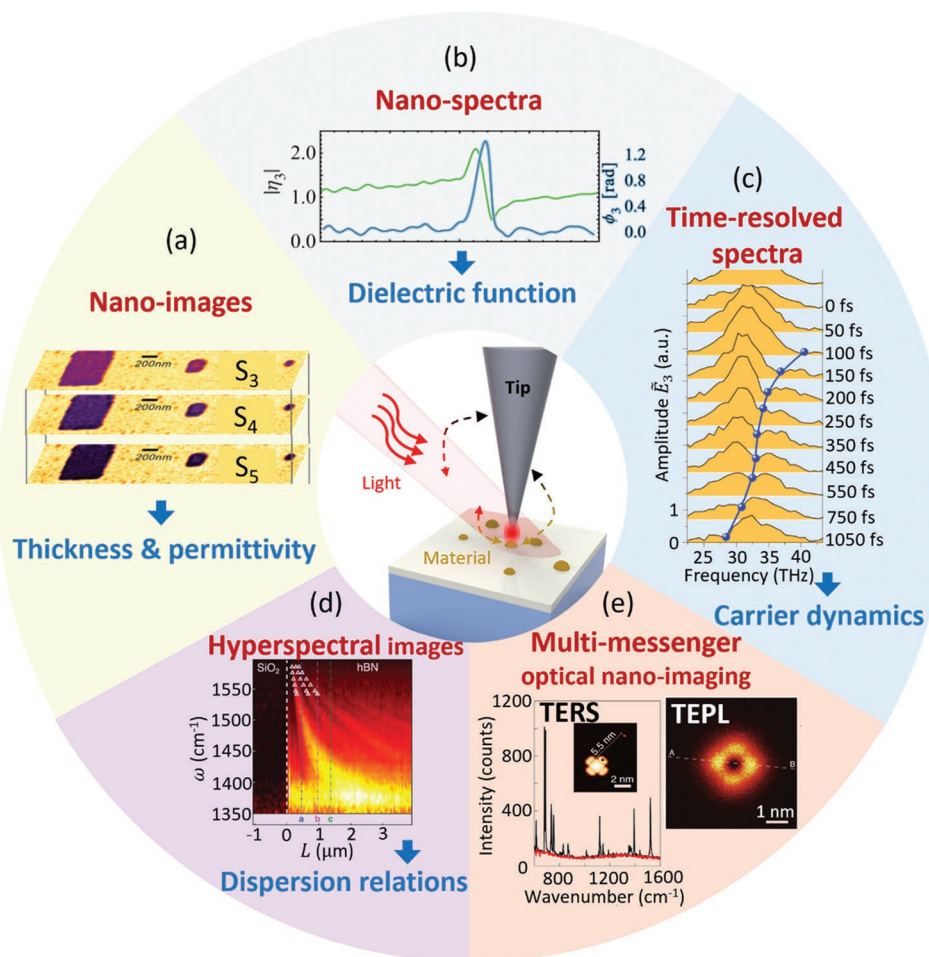 (b)
Nano-spectra
2.0
1.0
0.0
|η₃|
1.2
0.8
0.4
0.0
ϕ₃ [rad]
Dielectric function
(a)
Nano-images
200nm
S₃
200nm
S₄
200nm
S₅
Thickness & permittivity
(c)
Time-resolved
spectra
0 fs
50 fs
100 fs
150 fs
200 fs
250 fs
350 fs
450 fs
550 fs
750 fs
1050 fs
Amplitude Ẽ₃ (a.u.)
1
0
25 30 35 40
Frequency (THz)
Carrier dynamics
Tip
Light
Material
(d)
Hyperspectral images
SiO₂
hBN
1550
1500
1450
1400
1350
ω (cm⁻¹)
a b c
-1 0 1 2 3
L (μm)
Dispersion relations
(e)
Multi-messenger
optical nano-imaging
TERS
1200
800
400
0
Intensity (counts)
5.5 nm
2 nm
800 1200 1600
Wavenumber (cm⁻¹)
TEPL
A
B
1 nm